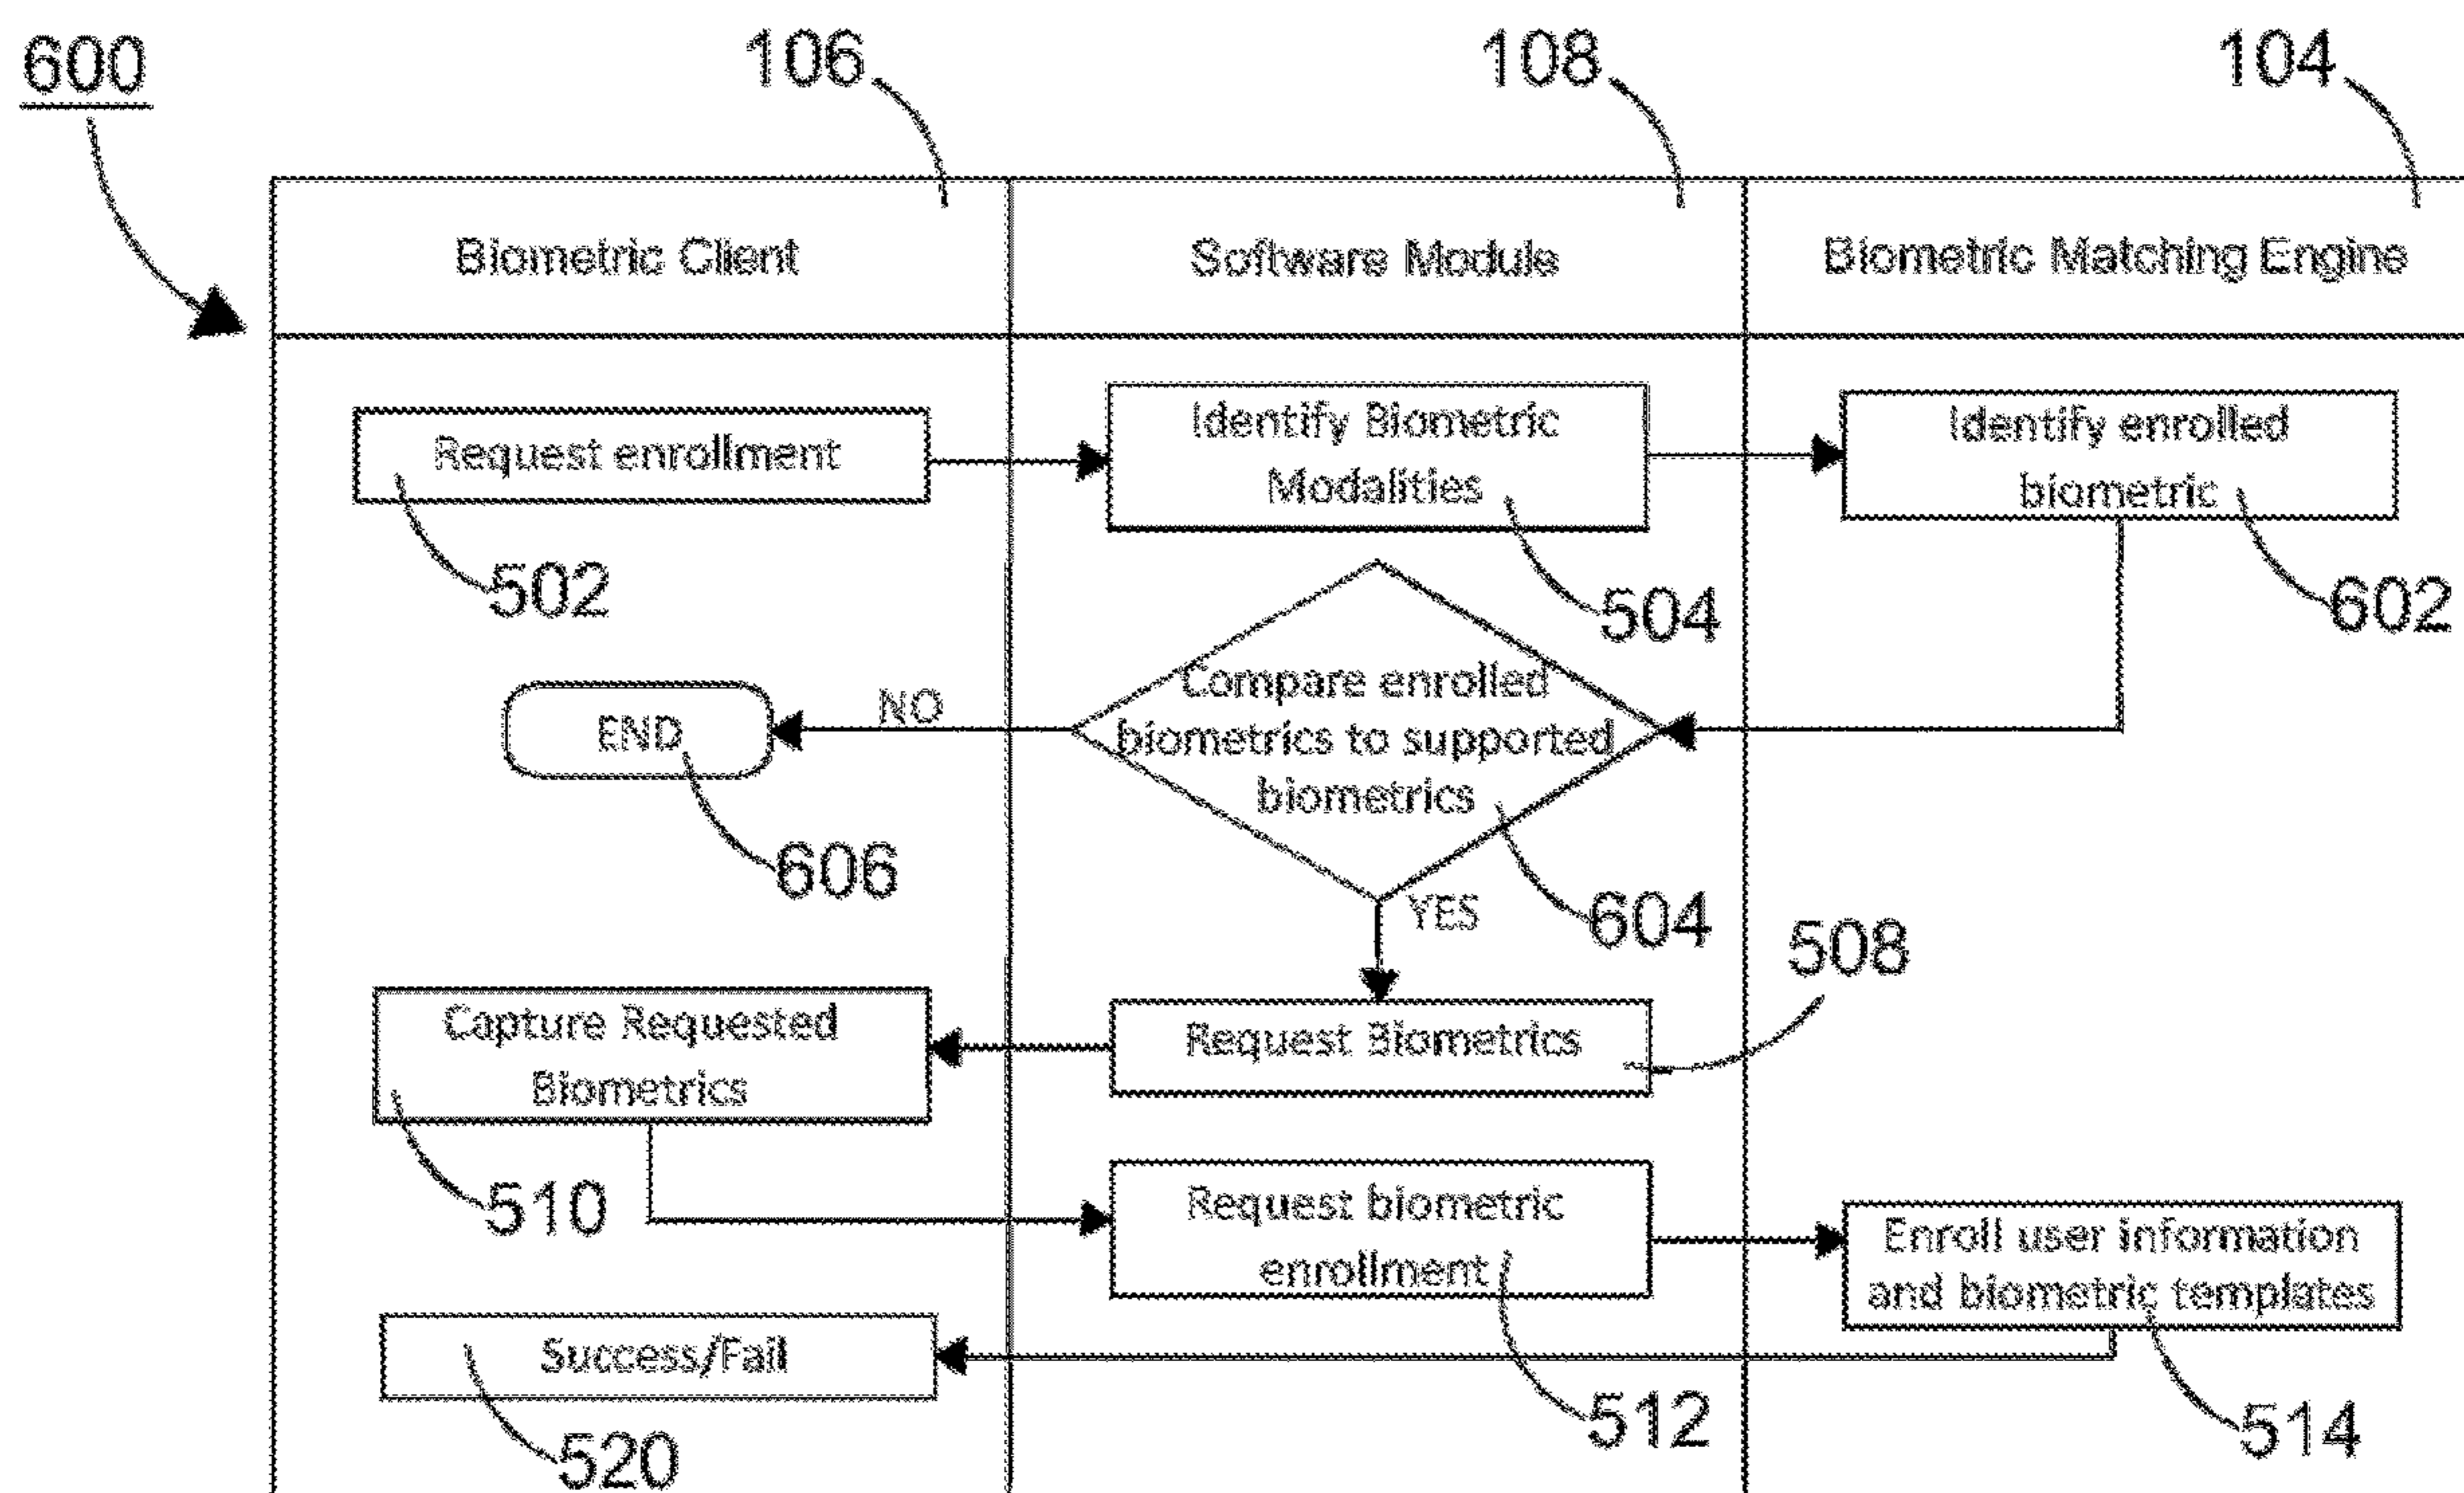 600
106
108
104
Biometric Client
Software Module
Biometric Matching Engine
Request enrollment
Identify Biometric
Modalities
Identify enrolled
biometric
502
504
602
Compare enrolled
biometrics to supported
biometrics
NO
END
606
604
YES
508
Capture Requested
Biometrics
Request Biometrics
510
Request biometric
enrollment
Enroll user information
and biometric templates
Success/Fail
520
512
514